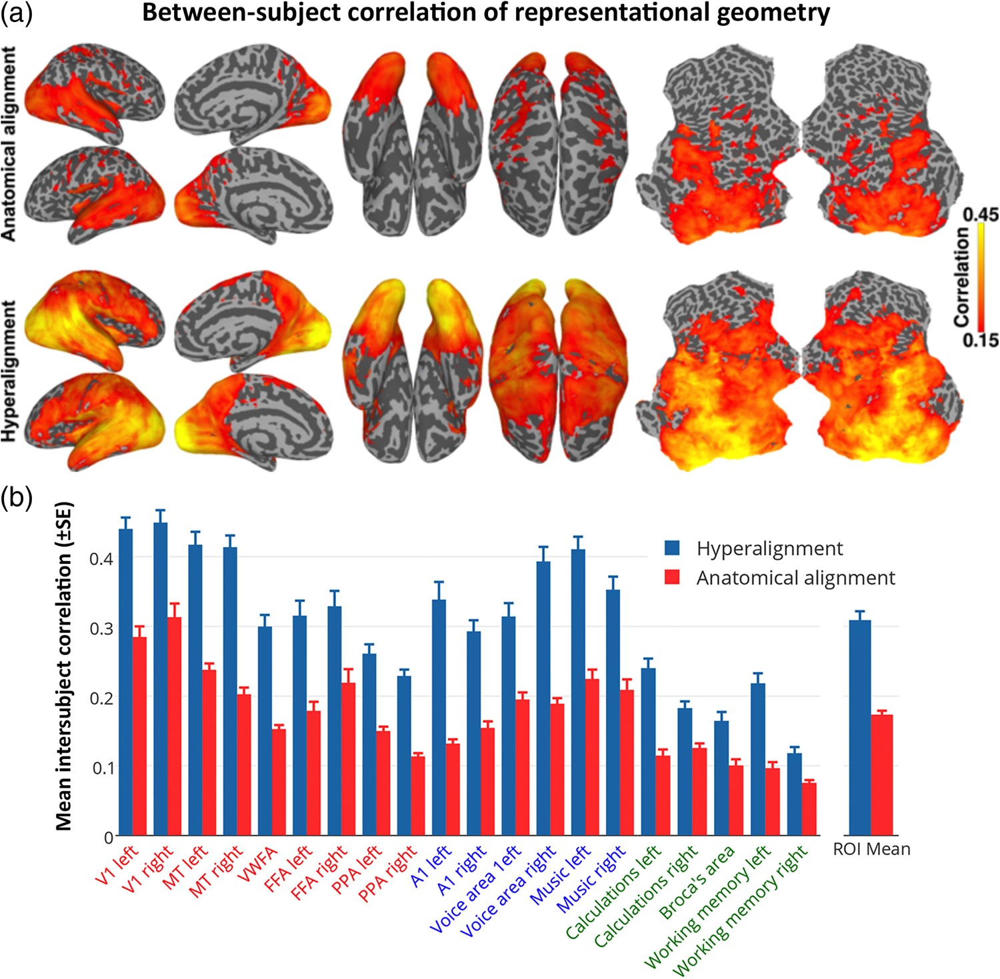 (a)
Between-subject correlation of representational geometry
Anatomical alignment
Hyperalignment
0.45
Correlation
0.15
(b)
Mean intersubject correlation (±SE)
0.4
0.3
0.2
0.1
0
Hyperalignment
Anatomical alignment
V1 left
V1 right
MT left
MT right
VWFA
FFA left
FFA right
PPA left
PPA right
A1 left
A1 right
Voice area 1eft
Voice area right
Music left
Music right
Calculations left
Calculations right
Broca's area
Working memory left
Working memory right
ROI Mean